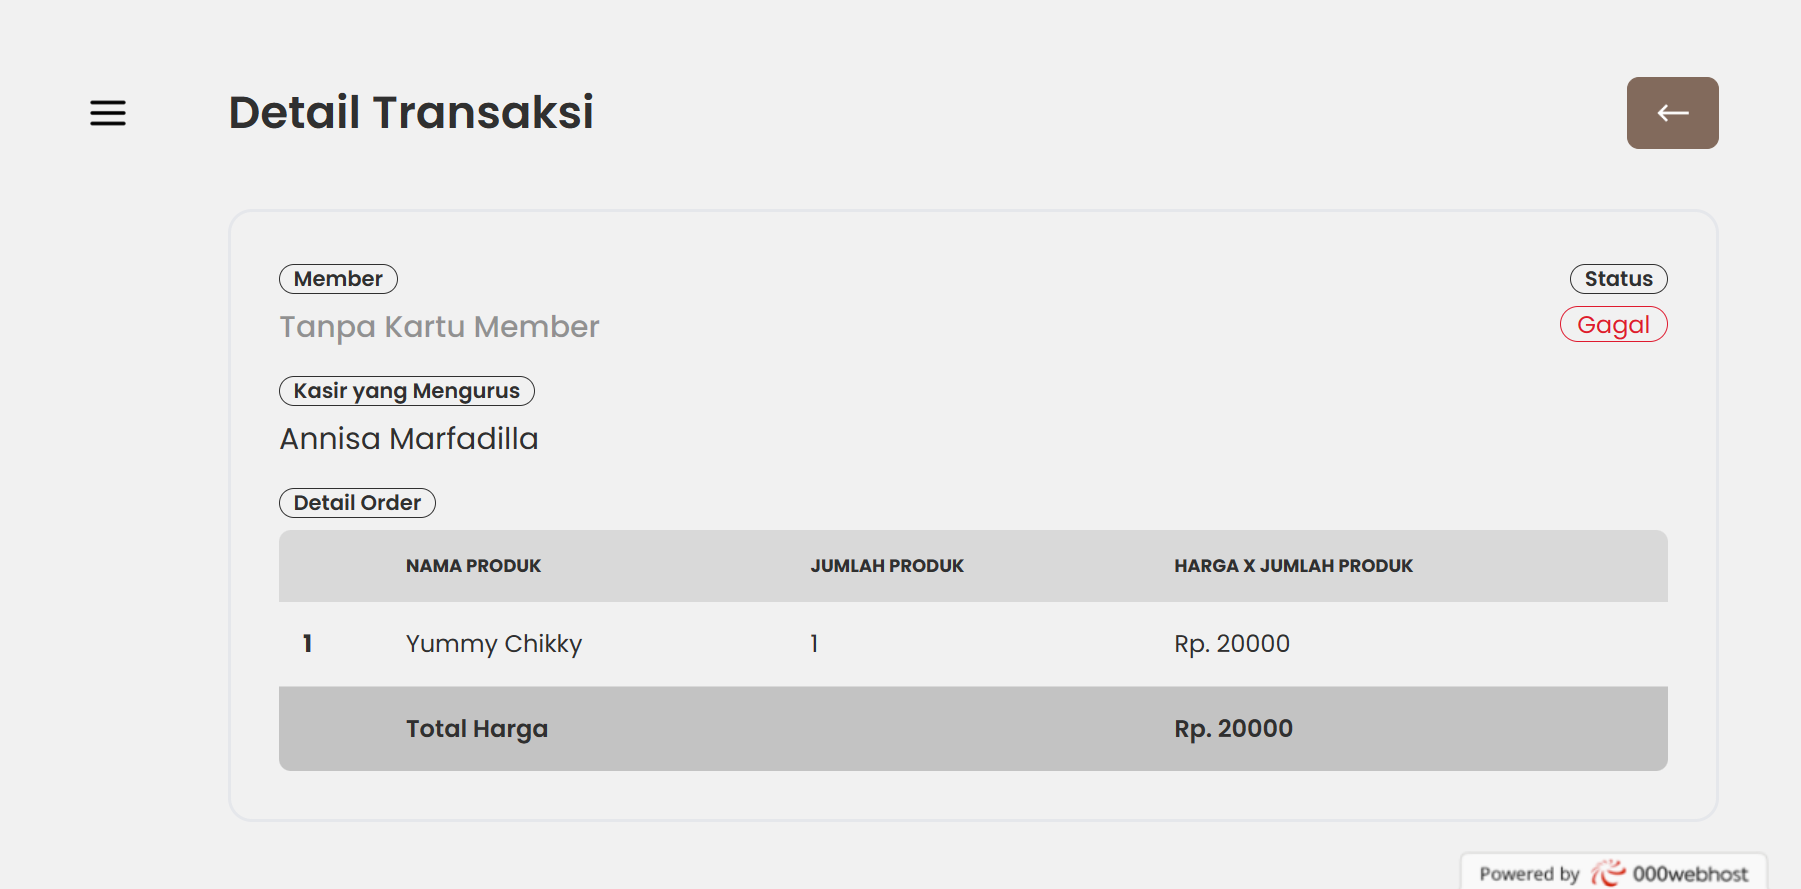 Detail Transaksi
Member
Status
Tanpa Kartu Member
Gagal
Kasir yang Mengurus
Annisa Marfadilla
Detail Order
NAMA PRODUK JUMLAH PRODUK HARGA X JUMLAH PRODUK
1 Yummy Chikky 1 Rp. 20000
Total Harga Rp. 20000
Powered by 000webhost